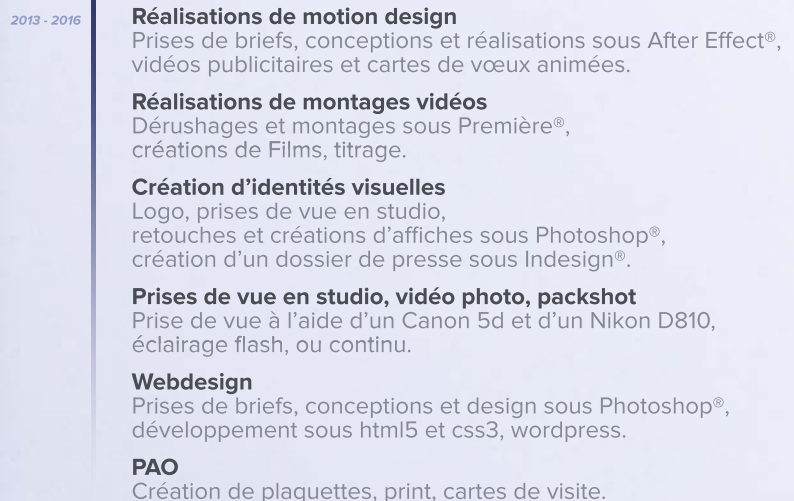 2013 - 2016
Réalisations de motion design
Prises de briefs, conceptions et réalisations sous After Effect®,
vidéos publicitaires et cartes de vœux animées.
Réalisations de montages vidéos
Dérushages et montages sous Première®,
créations de Films, titrage.
Création d’identités visuelles
Logo, prises de vue en studio,
retouches et créations d’affiches sous Photoshop®,
création d’un dossier de presse sous Indesign®.
Prises de vue en studio, vidéo photo, packshot
Prise de vue à l’aide d’un Canon 5d et d’un Nikon D810,
éclairage flash, ou continu.
Webdesign
Prises de briefs, conceptions et design sous Photoshop®,
développement sous html5 et css3, wordpress.
PAO
Création de plaquettes, print, cartes de visite.